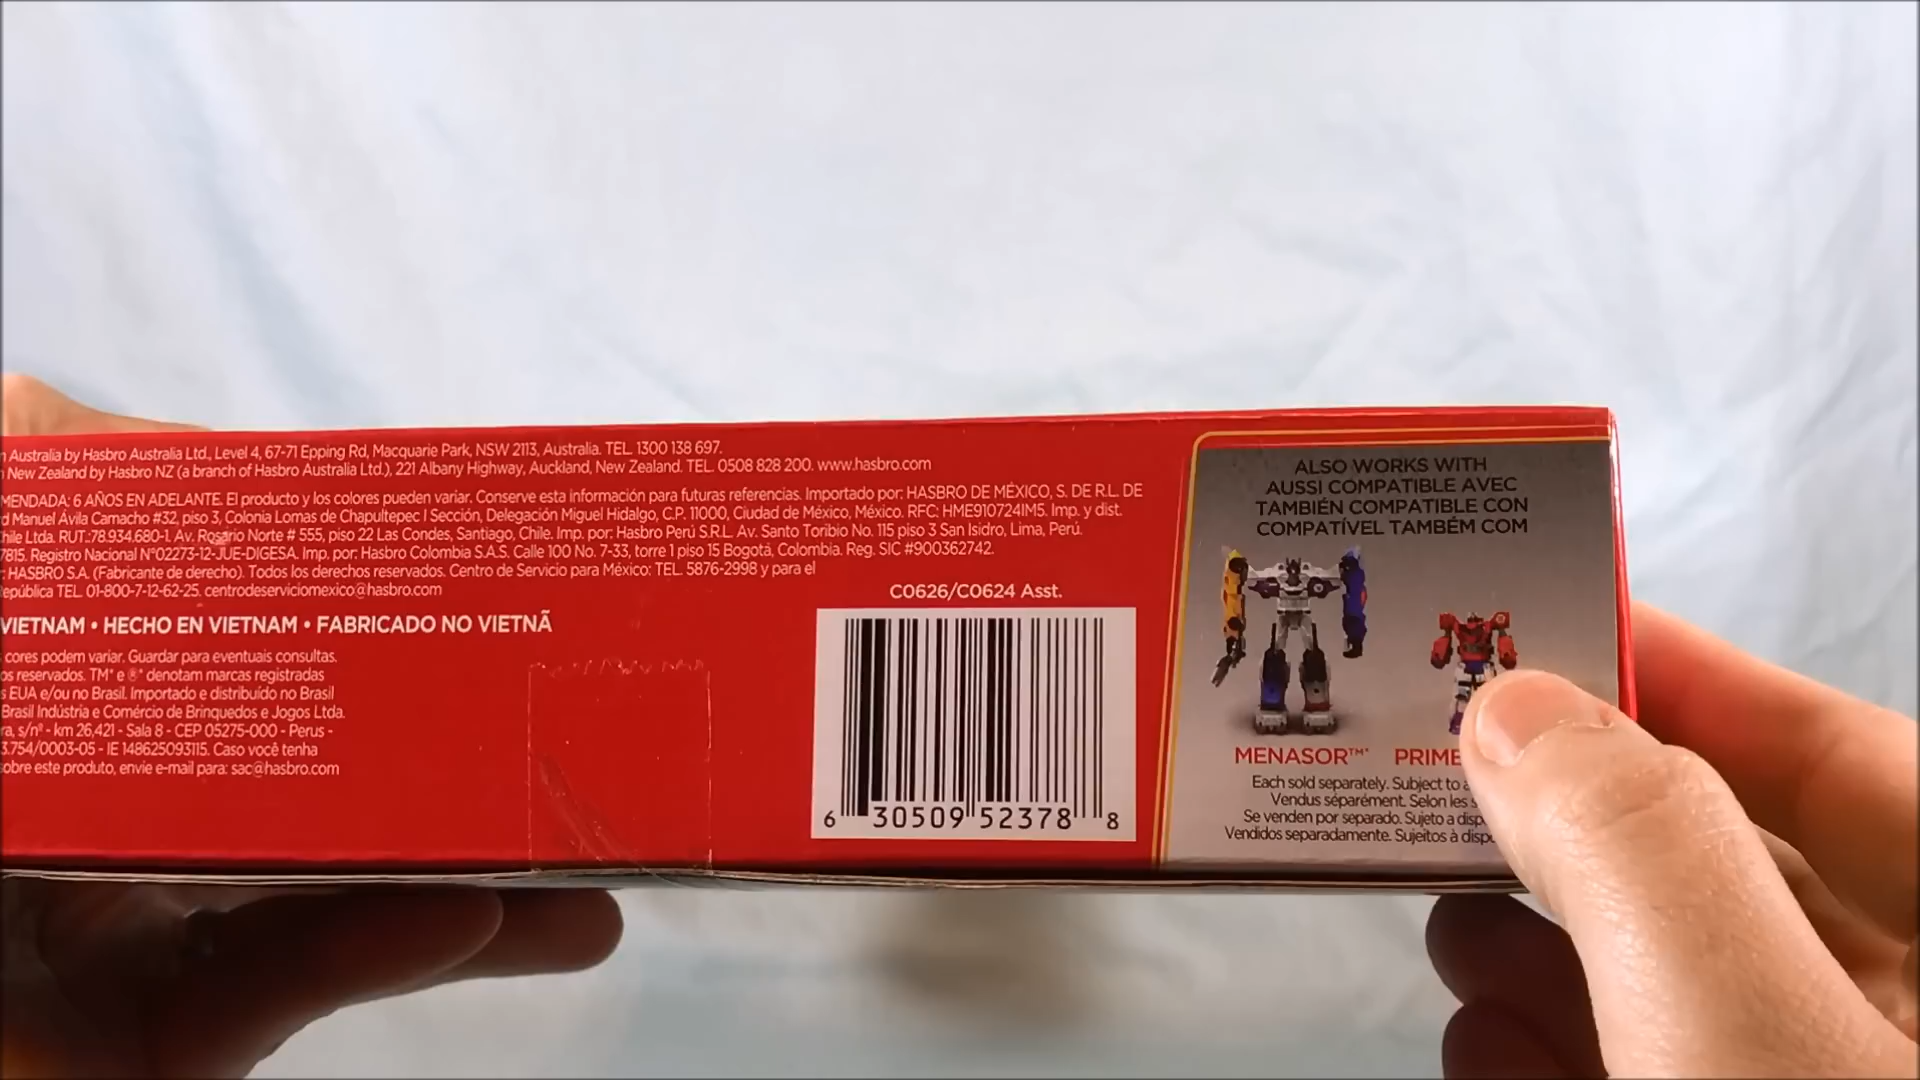 Australia by Hasbro Australia Ltd., Level 4, 67-71 Epping Rd, Macquarie Park, NSW 2113, Australia. TEL. 1300 138 697.
New Zealand by Hasbro NZ (a branch of Hasbro Australia Ltd.), 221 Albany Highway, Auckland, New Zealand. TEL. 0508 828 200. www.hasbro.com
MENDADA: 6 AÑOS EN ADELANTE. El producto y los colores pueden variar. Conserve esta información para futuras referencias. Importado por: HASBRO DE MÉXICO, S. DE R.L. DE
d Manuel Ávila Camacho #32, piso 3, Colonia Lomas de Chapultepec I Sección, Delegación Miguel Hidalgo, C.P. 11000, Ciudad de México, México. RFC: HME9107241M5. Imp. y dist.
hile Ltda. RUT.:78.934.680-1. Av. Rosario Norte # 555, piso 22 Las Condes, Santiago, Chile. Imp. por: Hasbro Perú S.R.L. Av. Santo Toribio No. 115 piso 3 San Isidro, Lima, Perú.
7815. Registro Nacional N°02273-12-JUE-DIGESA. Imp. por: Hasbro Colombia S.A.S. Calle 100 No. 7-33, torre 1 piso 15 Bogotá, Colombia. Reg. SIC #900362742.
: HASBRO S.A. (Fabricante de derecho). Todos los derechos reservados. Centro de Servicio para México: TEL. 5876-2998 y para el
epública TEL. 01-800-7-12-62-25. centrodeserviciomexico@hasbro.com
VIETNAM • HECHO EN VIETNAM • FABRICADO NO VIETNÃ
cores podem variar. Guardar para eventuais consultas.
os reservados. TM* e ®* denotam marcas registradas
s EUA e/ou no Brasil. Importado e distribuído no Brasil
Brasil Indústria e Comércio de Brinquedos e Jogos Ltda.
ra, s/nº - km 26,421 - Sala 8 - CEP 05275-000 - Perus -
3.754/0003-05 - IE 148625093115. Caso você tenha
obre este produto, envie e-mail para: sac@hasbro.com
C0626/C0624 Asst.
6 30509 52378 8
ALSO WORKS WITH
AUSSI COMPATIBLE AVEC
TAMBIÉN COMPATIBLE CON
COMPATÍVEL TAMBÉM COM
MENASOR™* PRIME
Each sold separately. Subject to a
Vendus séparément. Selon les s
Se venden por separado. Sujeto a disp
Vendidos separadamente. Sujeitos à disp